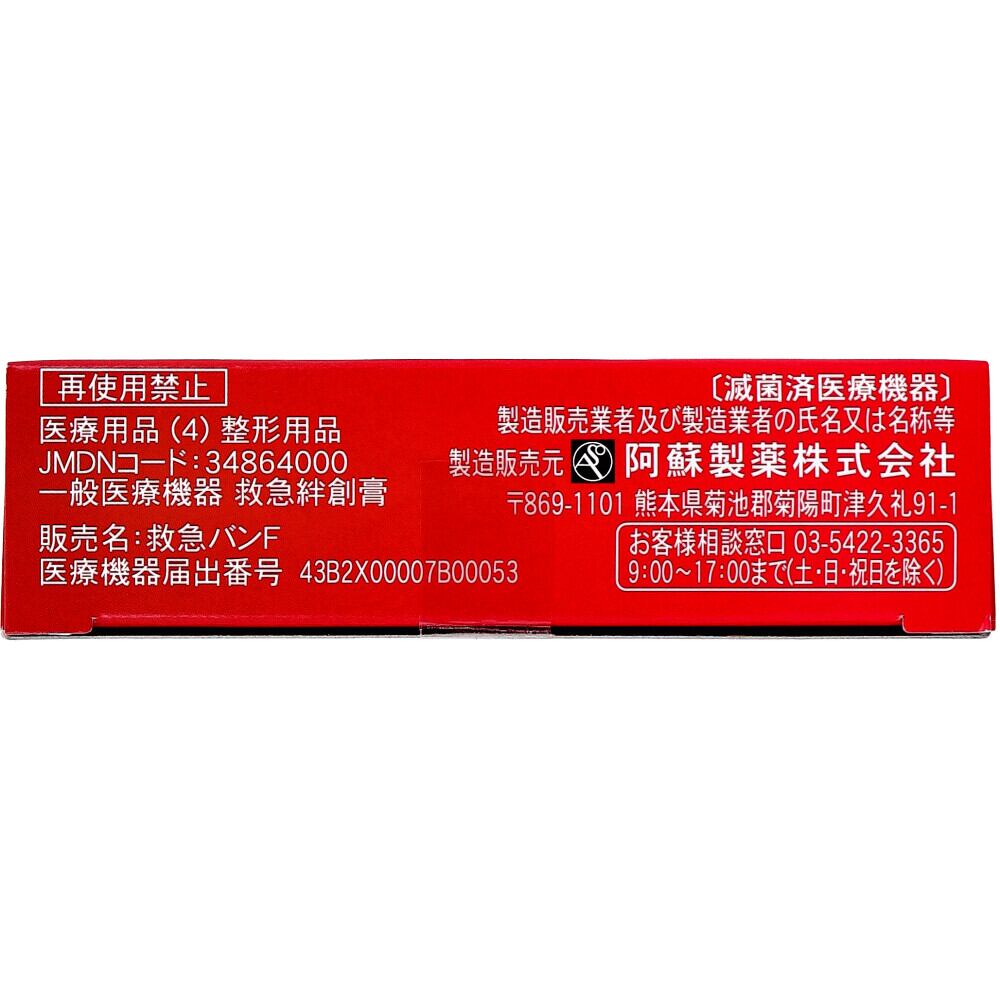 再使用禁止
医療用品(4)整形用品
JMDNコード:34864000
一般医療機器 救急絆創膏
販売名:救急バンF
医療機器届出番号 43B2X00007B00053
〔滅菌済医療機器〕
製造販売業者及び製造業者の氏名又は名称等
製造販売元 ASO 阿蘇製薬株式会社
〒869-1101 熊本県菊池郡菊陽町津久礼91-1
お客様相談窓口 03-5422-3365
9:00〜17:00まで(土・日・祝日を除く)